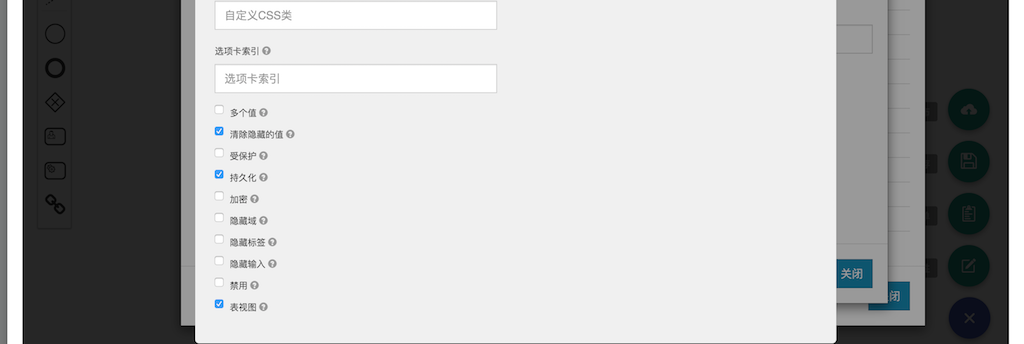 自定义CSS类
选项卡索引
选项卡索引
多个值
清除隐藏的值
受保护
持久化
加密
隐藏域
隐藏标签
隐藏输入
禁用
表视图
关闭
闭